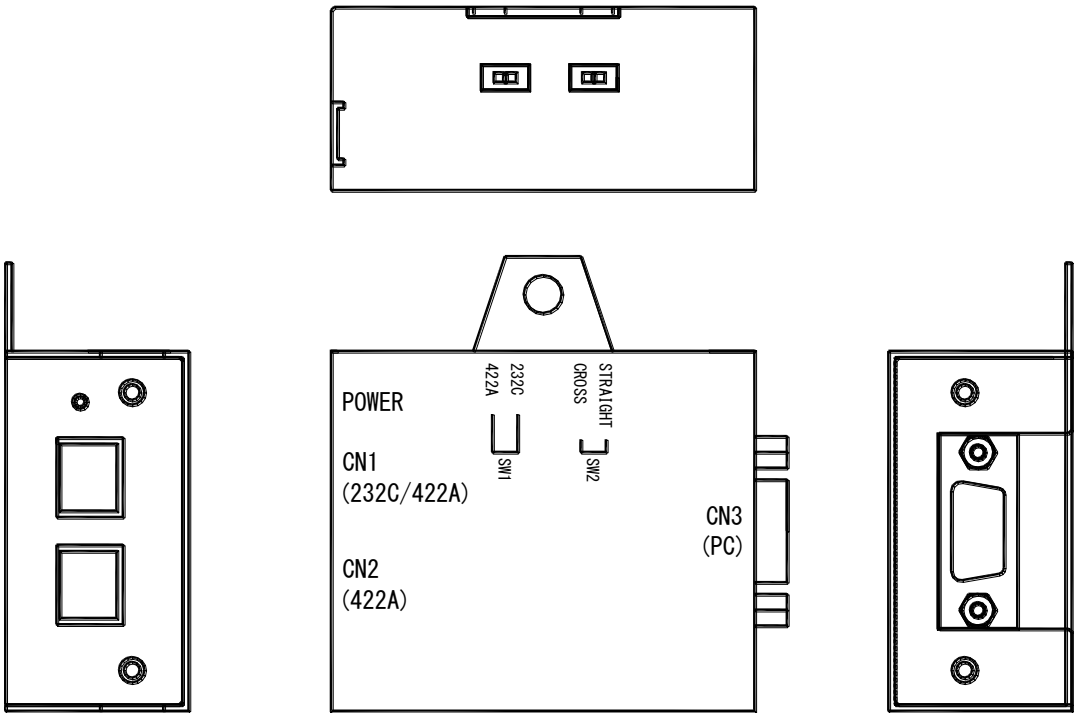 232C
422A
STRAIGHT
CROSS
SW1
SW2
POWER
CN1
(232C/422A)
CN2
(422A)
CN3
(PC)